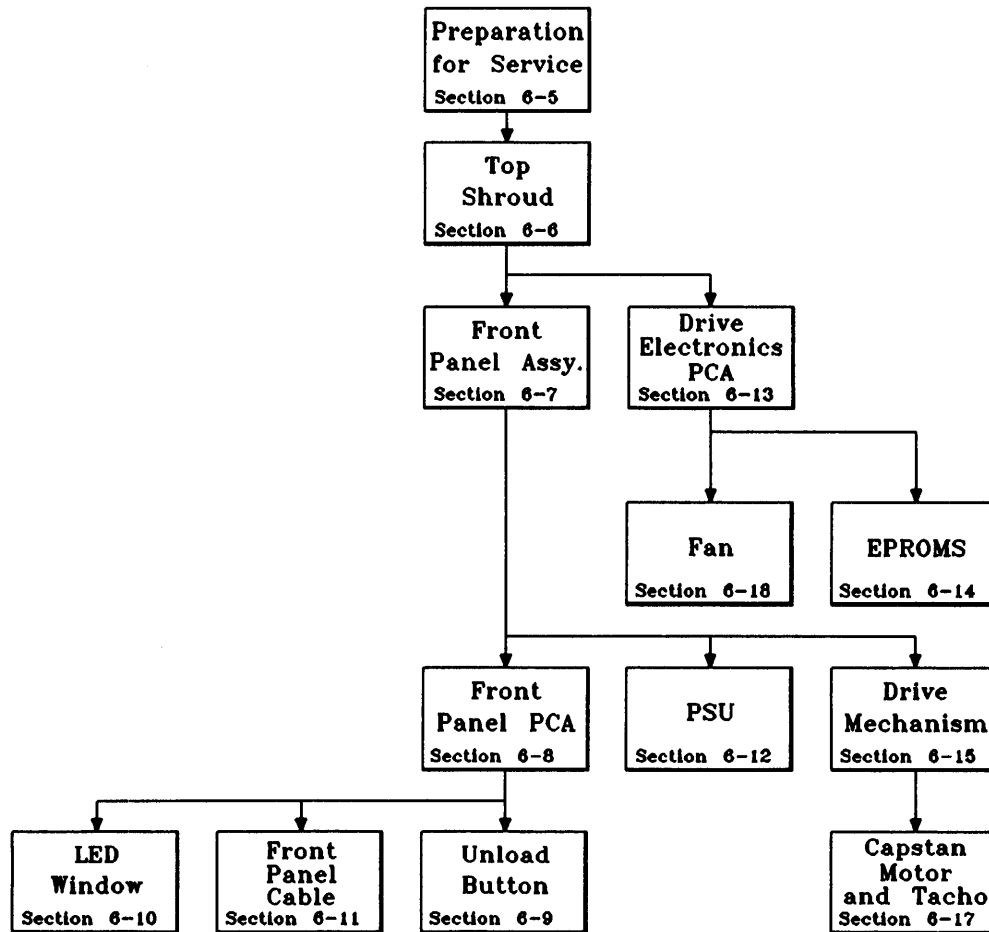 Preparation
for Service
Section 6-5
Top
Shroud
Section 6-6
Front
Panel Assy.
Section 6-7
Drive
Electronics
PCA
Section 6-13
Fan
Section 6-18
EPROMS
Section 6-14
Front
Panel PCA
Section 6-8
PSU
Section 6-12
Drive
Mechanism
Section 6-15
LED
Window
Section 6-10
Front
Panel
Cable
Section 6-11
Unload
Button
Section 6-9
Capstan
Motor
and Tacho
Section 6-17